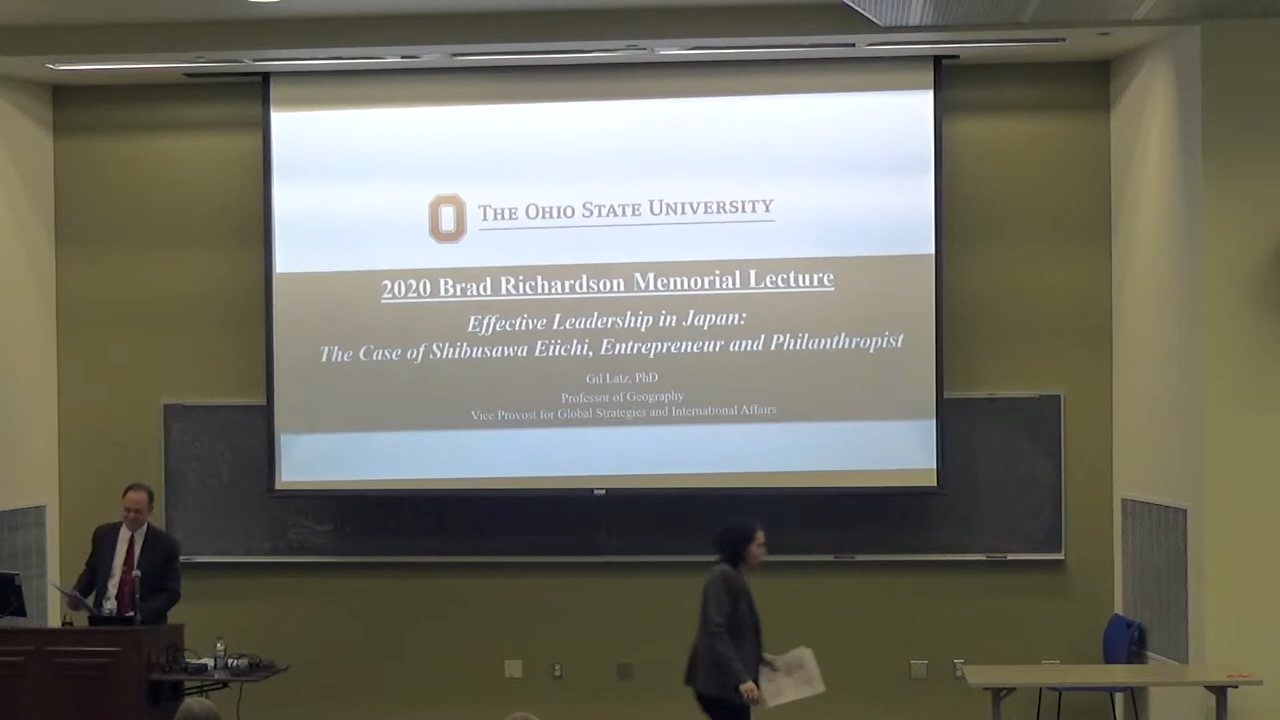 THE OHIO STATE UNIVERSITY
2020 Brad Richardson Memorial Lecture
Effective Leadership in Japan:
The Case of Shibusawa Eiichi, Entrepreneur and Philanthropist
Gil Latz, PhD
Professor of Geography
Vice Provost for Global Strategies and International Affairs